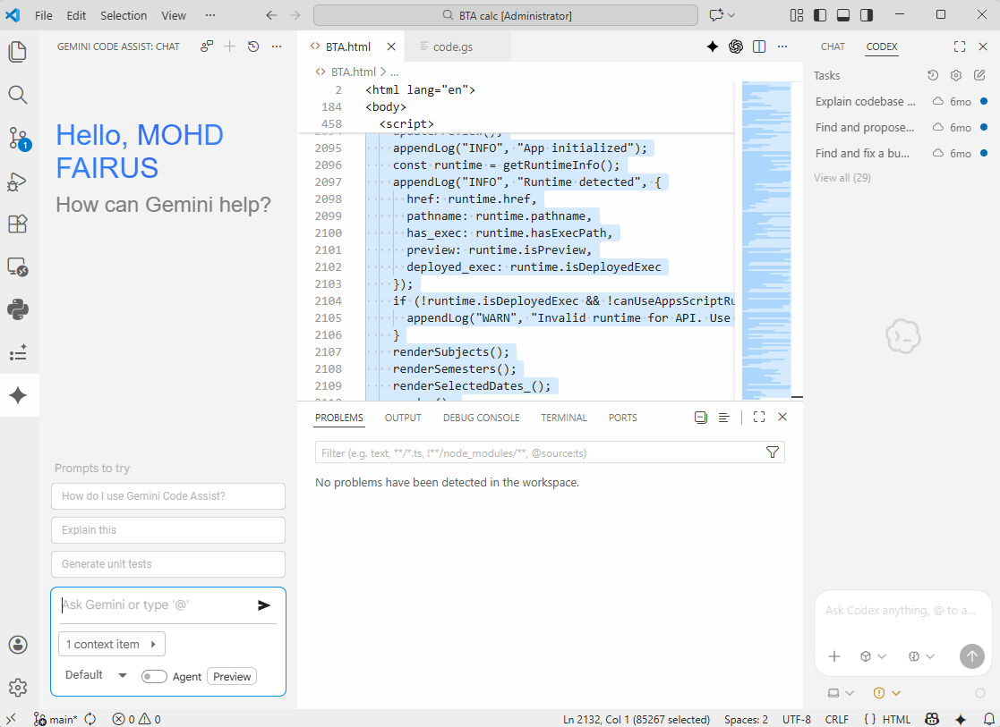 File Edit Selection View ··· BTA calc [Administrator]
GEMINI CODE ASSIST: CHAT
Hello, MOHD
FAIRUS
How can Gemini help?
Prompts to try
How do I use Gemini Code Assist?
Explain this
Generate unit tests
Ask Gemini or type '@'
1 context item
Default Agent Preview
BTA.html code.gs
BTA.html > ...
2 <html lang="en">
184 <body>
458 <script>
2095 appendLog("INFO", "App initialized");
2096 const runtime = getRuntimeInfo();
2097 appendLog("INFO", "Runtime detected", {
2098 href: runtime.href,
2099 pathname: runtime.pathname,
2100 has_exec: runtime.hasExecPath,
2101 preview: runtime.isPreview,
2102 deployed_exec: runtime.isDeployedExec
2103 });
2104 if (!runtime.isDeployedExec && !canUseAppsScriptRu
2105 appendLog("WARN", "Invalid runtime for API. Use
2106 }
2107 renderSubjects();
2108 renderSemesters();
2109 renderSelectedDates_();
PROBLEMS OUTPUT DEBUG CONSOLE TERMINAL PORTS
Filter (e.g. text, **/*.ts, !**/node_modules/**, @source:ts)
No problems have been detected in the workspace.
CHAT CODEX
Tasks
Explain codebase ... 6mo
Find and propose... 6mo
Find and fix a bu... 6mo
View all (29)
Ask Codex anything, @ to a...
1
main* 0 0 Ln 2132, Col 1 (85267 selected) Spaces: 2 UTF-8 CRLF { } HTML